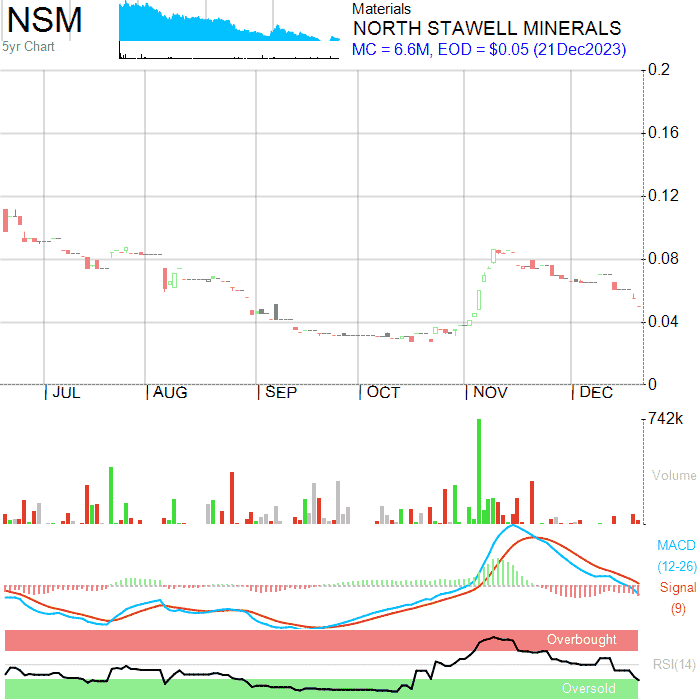 NSM
5yr Chart
Materials
NORTH STAWELL MINERALS
MC = 6.6M, EOD = $0.05 (21Dec2023)
0.2
0.16
0.12
0.08
0.04
0
JUL AUG SEP OCT NOV DEC
742k
Volume
MACD
(12-26)
Signal
(9)
Overbought
RSI(14)
Oversold